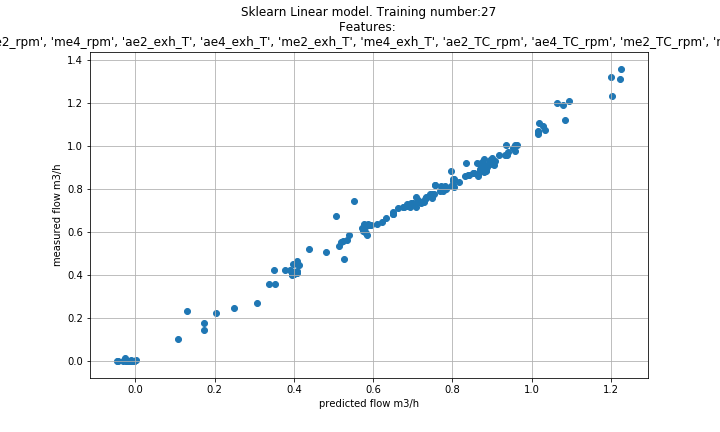 Sklearn Linear model. Training number:27
Features:
e2_rpm', 'me4_rpm', 'ae2_exh_T', 'ae4_exh_T', 'me2_exh_T', 'me4_exh_T', 'ae2_TC_rpm', 'ae4_TC_rpm', 'me2_TC_rpm', 'm
1.4
1.2
1.0
0.8
0.6
0.4
0.2
0.0
measured flow m3/h
0.0 0.2 0.4 0.6 0.8 1.0 1.2
predicted flow m3/h